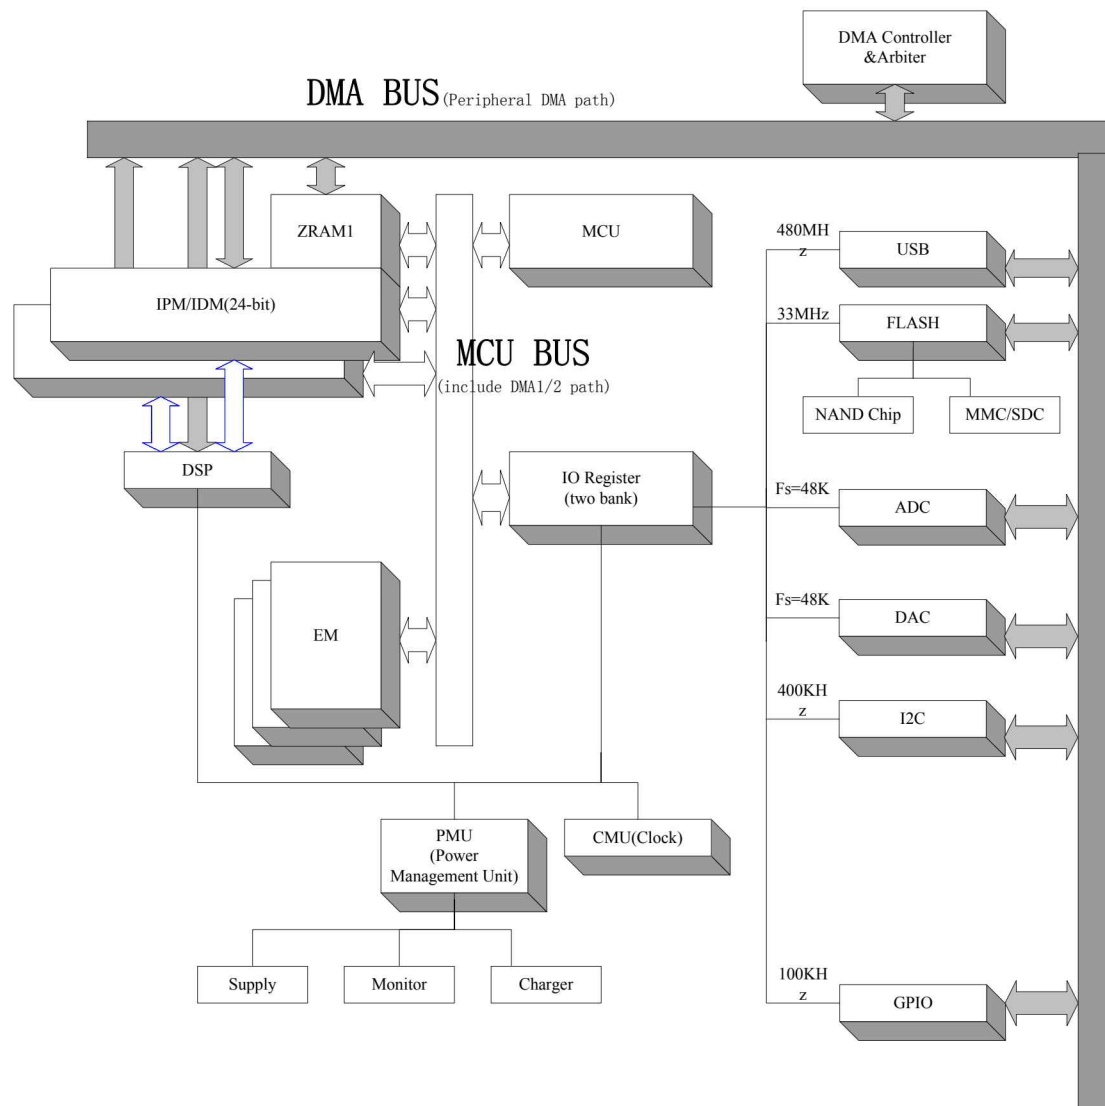 DMA Controller
&Arbiter
DMA BUS(Peripheral DMA path)
ZRAM1
MCU
480MH
z
USB
IPM/IDM(24-bit)
33MHz
FLASH
MCU BUS
(include DMA1/2 path)
NAND Chip
MMC/SDC
DSP
IO Register
(two bank)
Fs=48K
ADC
Fs=48K
DAC
EM
400KH
z
I2C
PMU
(Power
Management Unit)
CMU(Clock)
Supply
Monitor
Charger
100KH
z
GPIO